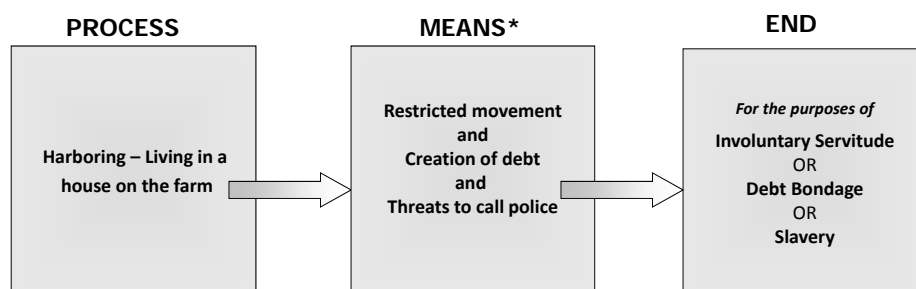 PROCESS
Harboring – Living in a
house on the farm
MEANS*
Restricted movement
and
Creation of debt
and
Threats to call police
END
For the purposes of
Involuntary Servitude
OR
Debt Bondage
OR
Slavery